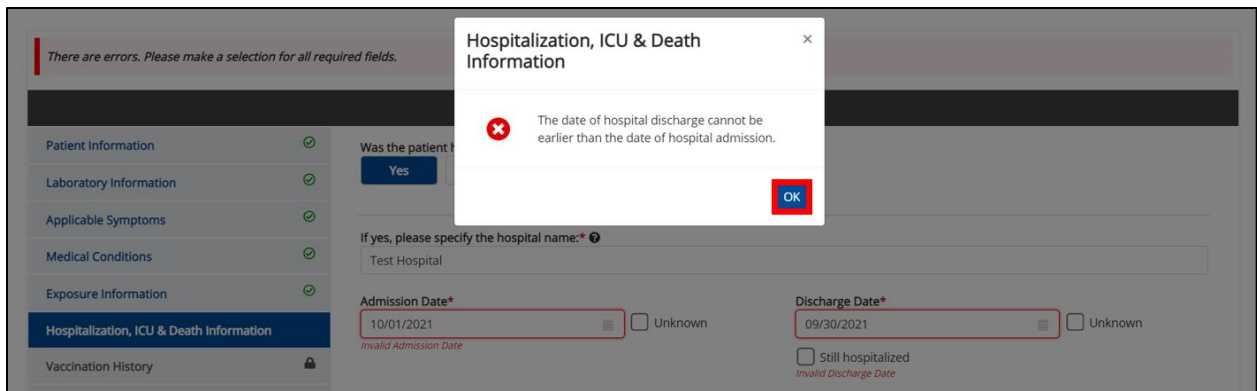 There are errors. Please make a selection for all required fields.
Hospitalization, ICU & Death
Information
×
The date of hospital discharge cannot be
earlier than the date of hospital admission.
OK
Patient Information
Laboratory Information
Applicable Symptoms
Medical Conditions
Exposure Information
Hospitalization, ICU & Death Information
Vaccination History
Was the patient
Yes
If yes, please specify the hospital name:*
Test Hospital
Admission Date*
10/01/2021
Unknown
Invalid Admission Date
Discharge Date*
09/30/2021
Unknown
Still hospitalized
Invalid Discharge Date